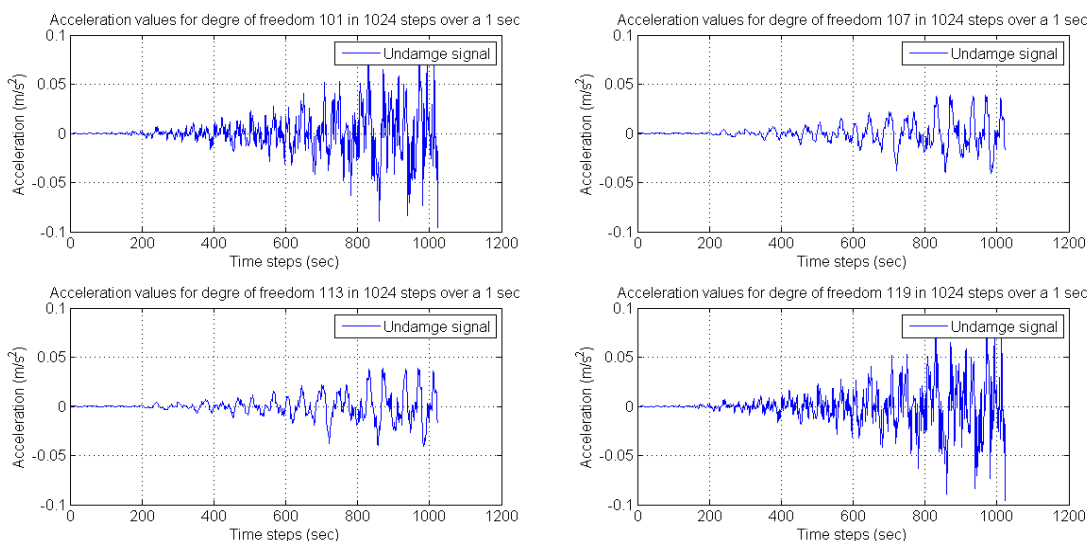 Acceleration values for degre of freedom 101 in 1024 steps over a 1 sec
0.1
0.05
0
-0.05
-0.1
Acceleration (m/s²)
Undamge signal
0 200 400 600 800 1000 1200
Time steps (sec)
Acceleration values for degre of freedom 107 in 1024 steps over a 1 sec
0.1
0.05
0
-0.05
-0.1
Acceleration (m/s²)
Undamge signal
0 200 400 600 800 1000 1200
Time steps (sec)
Acceleration values for degre of freedom 113 in 1024 steps over a 1 sec
0.1
0.05
0
-0.05
-0.1
Acceleration (m/s²)
Undamge signal
0 200 400 600 800 1000 1200
Time steps (sec)
Acceleration values for degre of freedom 119 in 1024 steps over a 1 sec
0.1
0.05
0
-0.05
-0.1
Acceleration (m/s²)
Undamge signal
0 200 400 600 800 1000 1200
Time steps (sec)